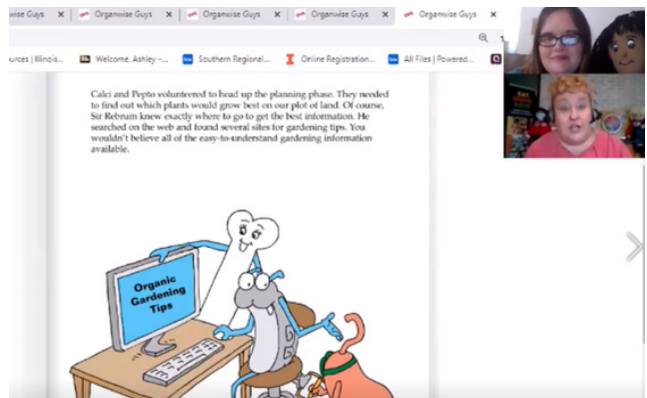 wise Guys × Organwise Guys × Organwise Guys × Organwise Guys × Organwise Guys ×
Welcome, Ashley – Southern Regional... Online Registration... All Files | Powered...
Calci and Pepto volunteered to head up the planning phase. They needed
to find out which plants would grow best on our plot of land. Of course,
Sir Rebrum knew exactly where to go to get the best information. He
searched on the web and found several sites for gardening tips. You
wouldn't believe all of the easy-to-understand gardening information
available.
Organic
Gardening
Tips